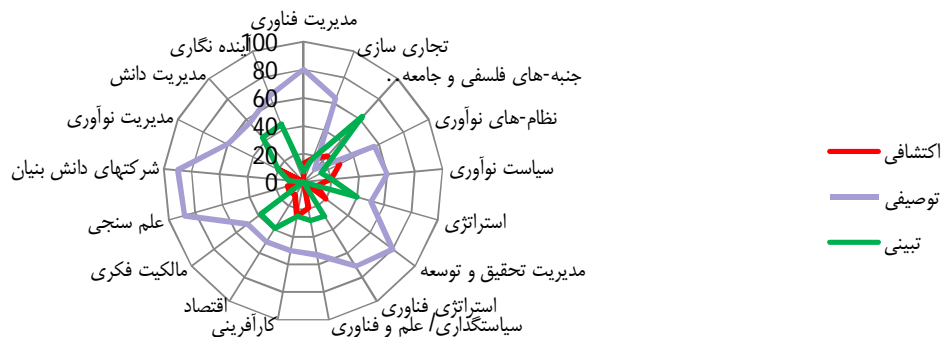 مدیریت فناوری
تجاری سازی
جنبه-های فلسفی و جامعه..
نظام-های نوآوری
سیاست نوآوری
استراتژی
مدیریت تحقیق و توسعه
استراتژی فناوری
سیاستگذاری/ علم و فناوری
کارآفرینی
اقتصاد
مالکیت فکری
علم سنجی
شرکتهای دانش بنیان
مدیریت نوآوری
مدیریت دانش
آینده نگاری
100
80
60
40
20
0
اکتشافی
توصیفی
تبینی